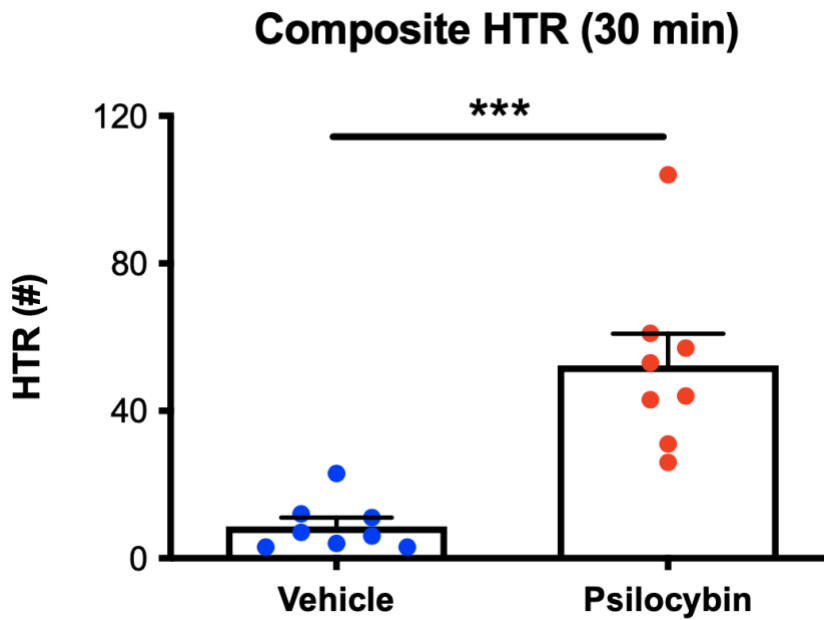 Composite HTR (30 min)
***
120
80
40
0
HTR (#)
Vehicle
Psilocybin